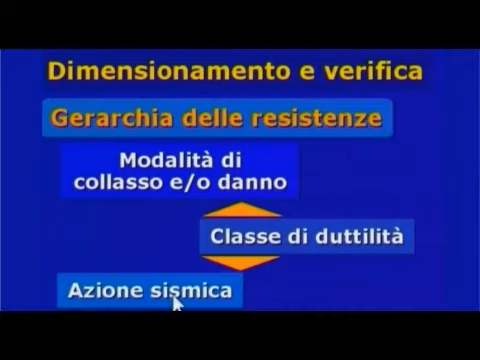 Dimensionamento e verifica
Gerarchia delle resistenze
Modalità di
collasso e/o danno
Classe di duttilità
Azione sismica